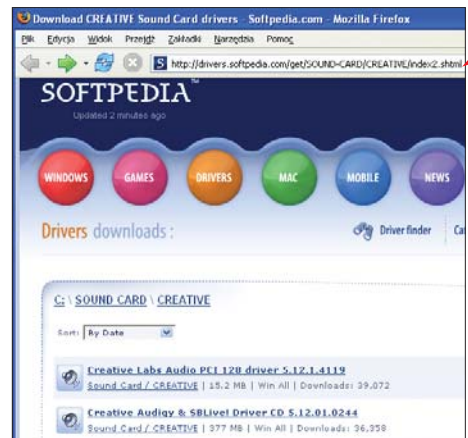 Download CREATIVE Sound Card drivers - Softpedia.com - Mozilla Firefox
Plik Edycja Widok Przejdź Zakładki Narzędzia Pomoc
S http://drivers.softpedia.com/get/SOUND-CARD/CREATIVE/index2.shtml
SOFTPEDIA™
Updated 2 minutes ago
WINDOWS GAMES DRIVERS MAC MOBILE NEWS
Drivers downloads : Driver finder Ca
C: \ SOUND CARD \ CREATIVE
Sort: By Date
Creative Labs Audio PCI 128 driver 5.12.1.4119
Sound Card / CREATIVE | 15.2 MB | Win All | Downloads: 39,072
Creative Audigy & SBLive! Driver CD 5.12.01.0244
Sound Card / CREATIVE | 377 MB | Win All | Downloads: 36,358